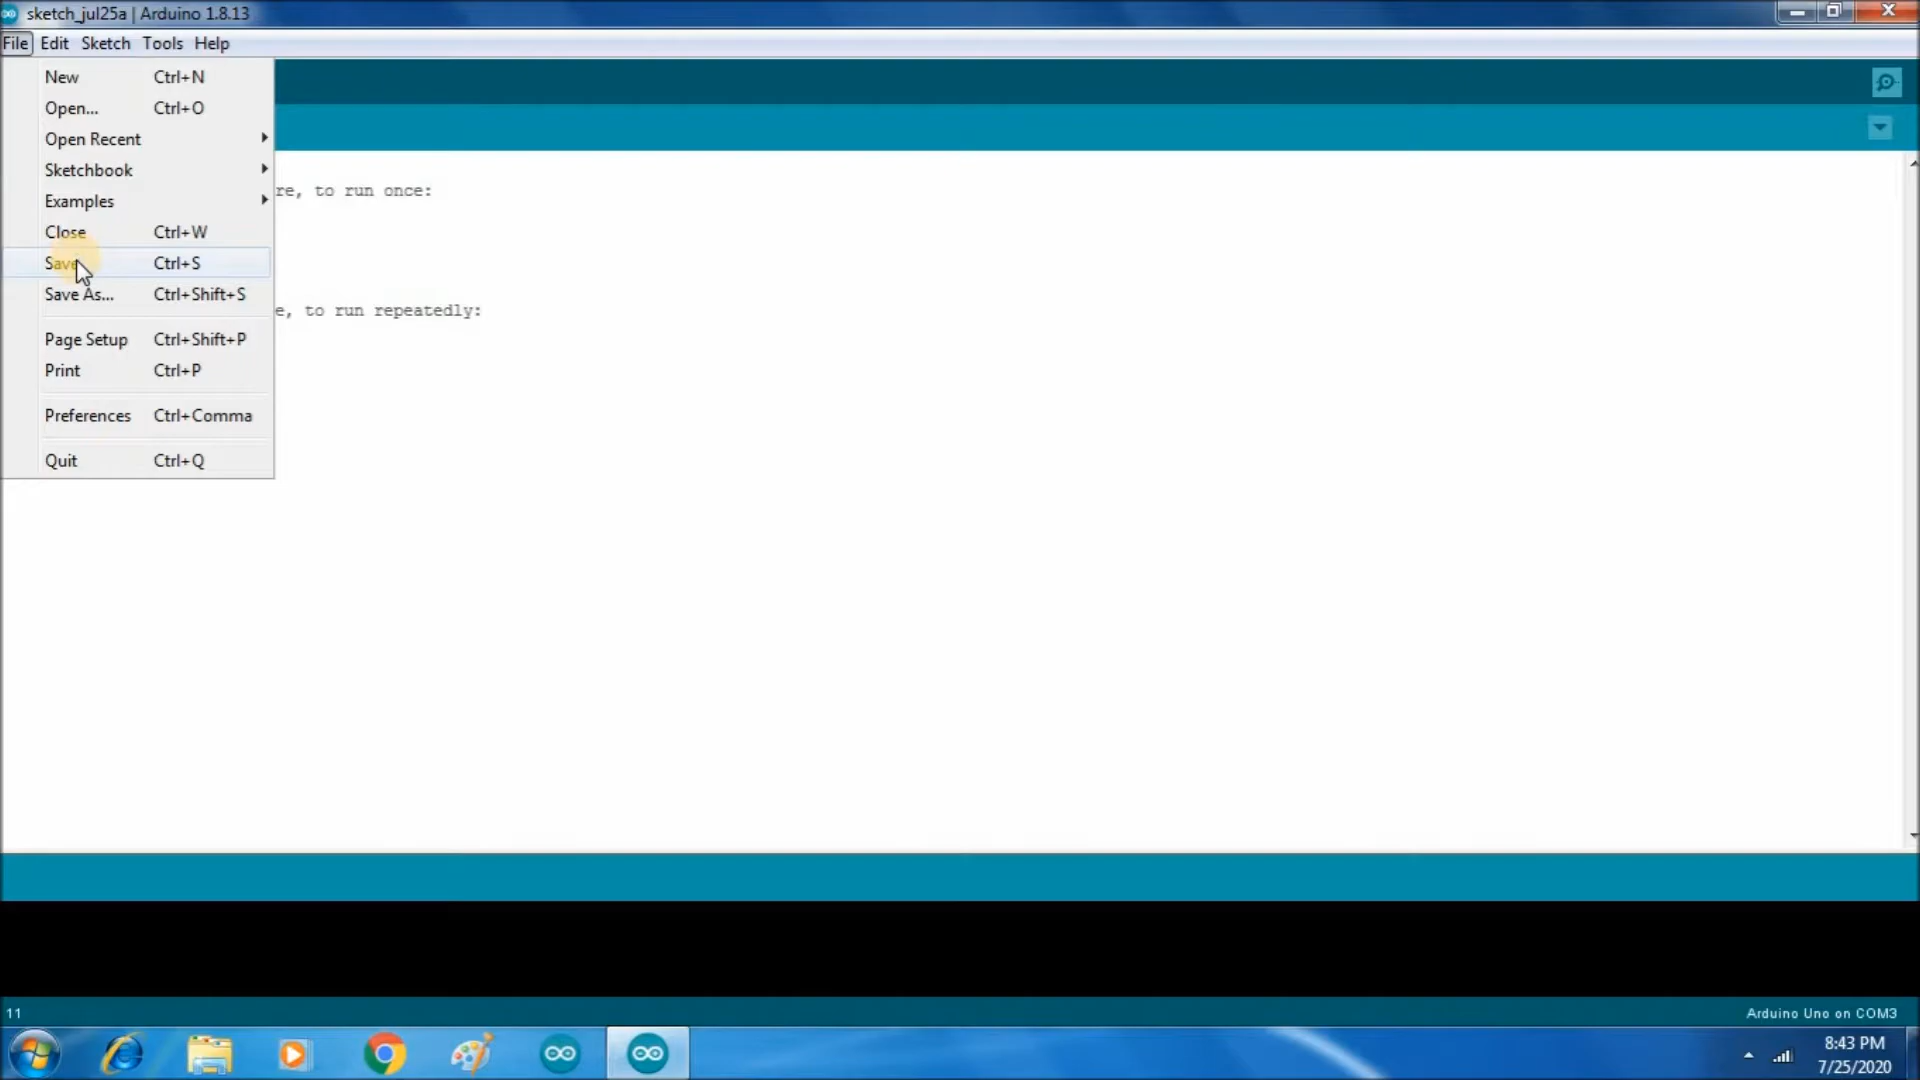 sketch_jul25a | Arduino 1.8.13
File Edit Sketch Tools Help
New Ctrl+N
Open... Ctrl+O
Open Recent
Sketchbook
re, to run once:
Examples
Close Ctrl+W
Save Ctrl+S
Save As... Ctrl+Shift+S
e, to run repeatedly:
Page Setup Ctrl+Shift+P
Print Ctrl+P
Preferences Ctrl+Comma
Quit Ctrl+Q
11 Arduino Uno on COM3
8:43 PM
7/25/2020